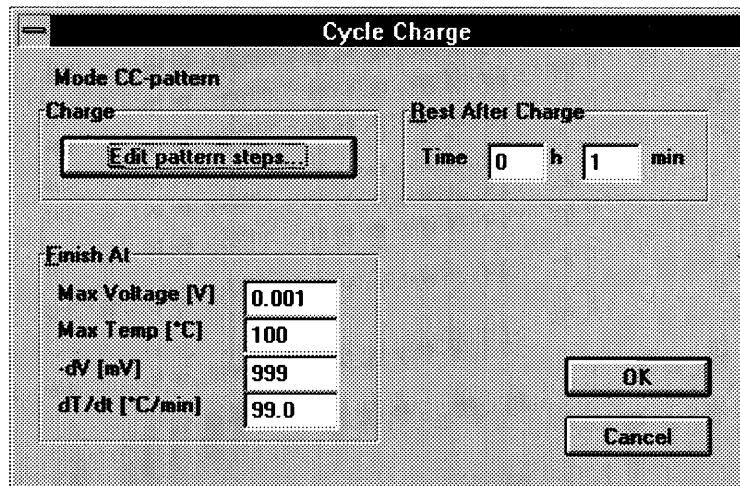 Cycle Charge
Mode CC-pattern
Charge
Edit pattern steps...
Rest After Charge
Time 0 h 1 min
Finish At
Max Voltage [V] 0.001
Max Temp [°C] 100
-dV [mV] 999
dT/dt [°C/min] 99.0
OK
Cancel